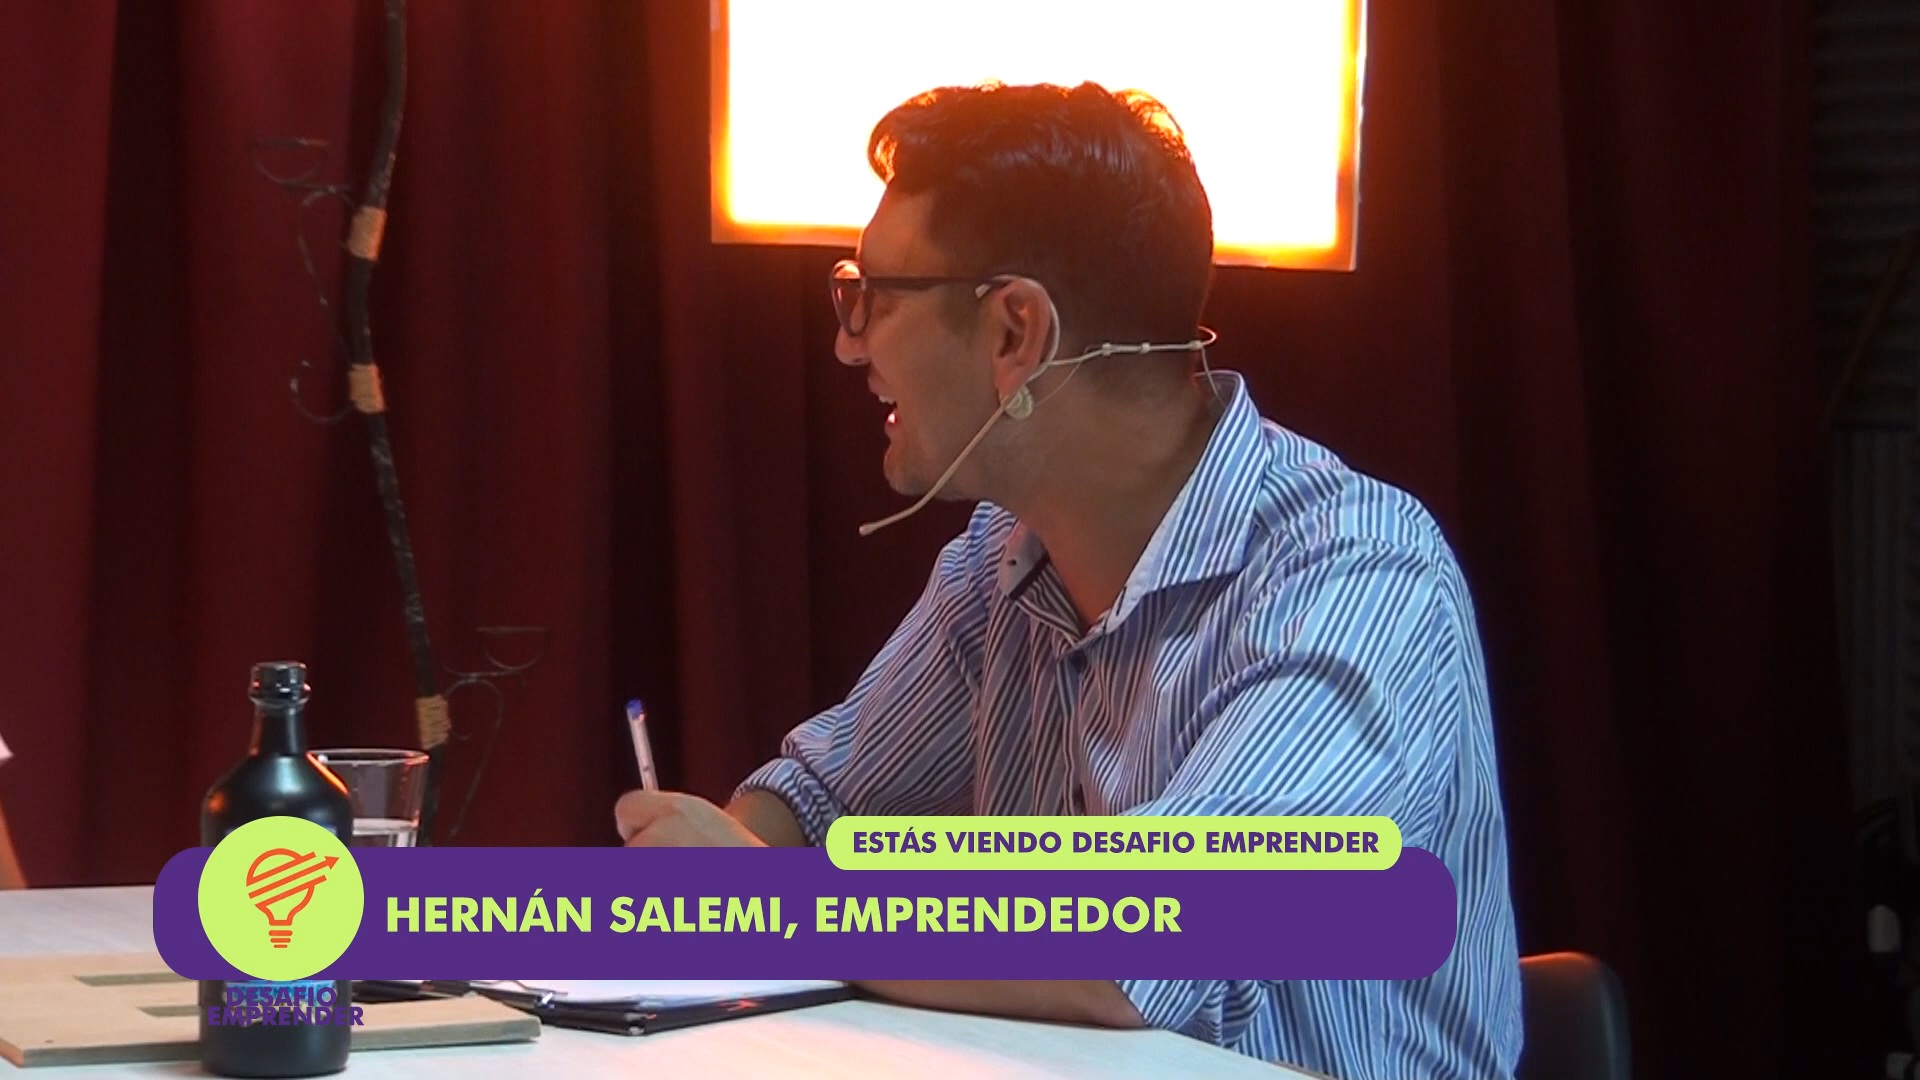 ESTÁS VIENDO DESAFIO EMPRENDER
HERNÁN SALEMI, EMPRENDEDOR
DESAFIO
EMPRENDER